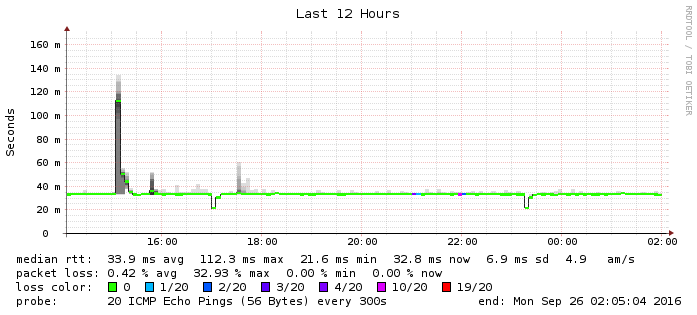 Last 12 Hours
RRDTOOL / TOBI OETIKER
Seconds
160 m
140 m
120 m
100 m
80 m
60 m
40 m
20 m
0
16:00 18:00 20:00 22:00 00:00 02:00
median rtt: 33.9 ms avg 112.3 ms max 21.6 ms min 32.8 ms now 6.9 ms sd 4.9 am/s
packet loss: 0.42 % avg 32.93 % max 0.00 % min 0.00 % now
loss color: 0 1/20 2/20 3/20 4/20 10/20 19/20
probe: 20 ICMP Echo Pings (56 Bytes) every 300s end: Mon Sep 26 02:05:04 2016